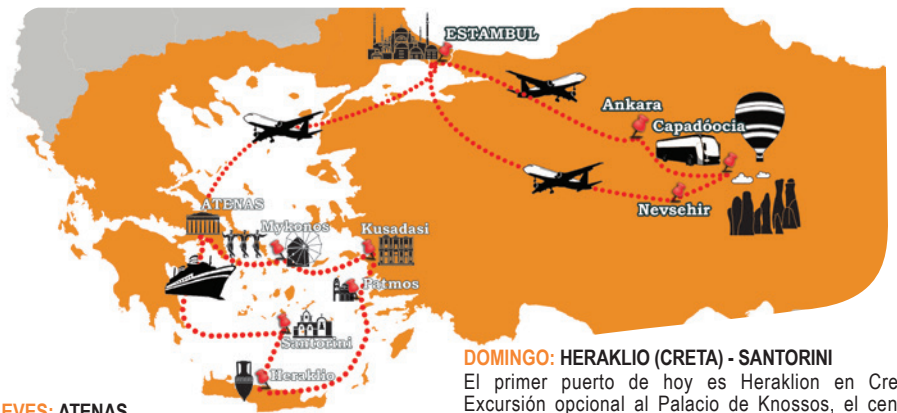 ESTAMBUL
Ankara
Capadóocia
Nevsehir
ATENAS
Mykonos
Kusadasi
Patmos
Santorini
Heraklio
EVES: ATENAS
DOMINGO: HERAKLIO (CRETA) - SANTORINI
El primer puerto de hoy es Heraklion en Cre
Excursión opcional al Palacio de Knossos, el cen